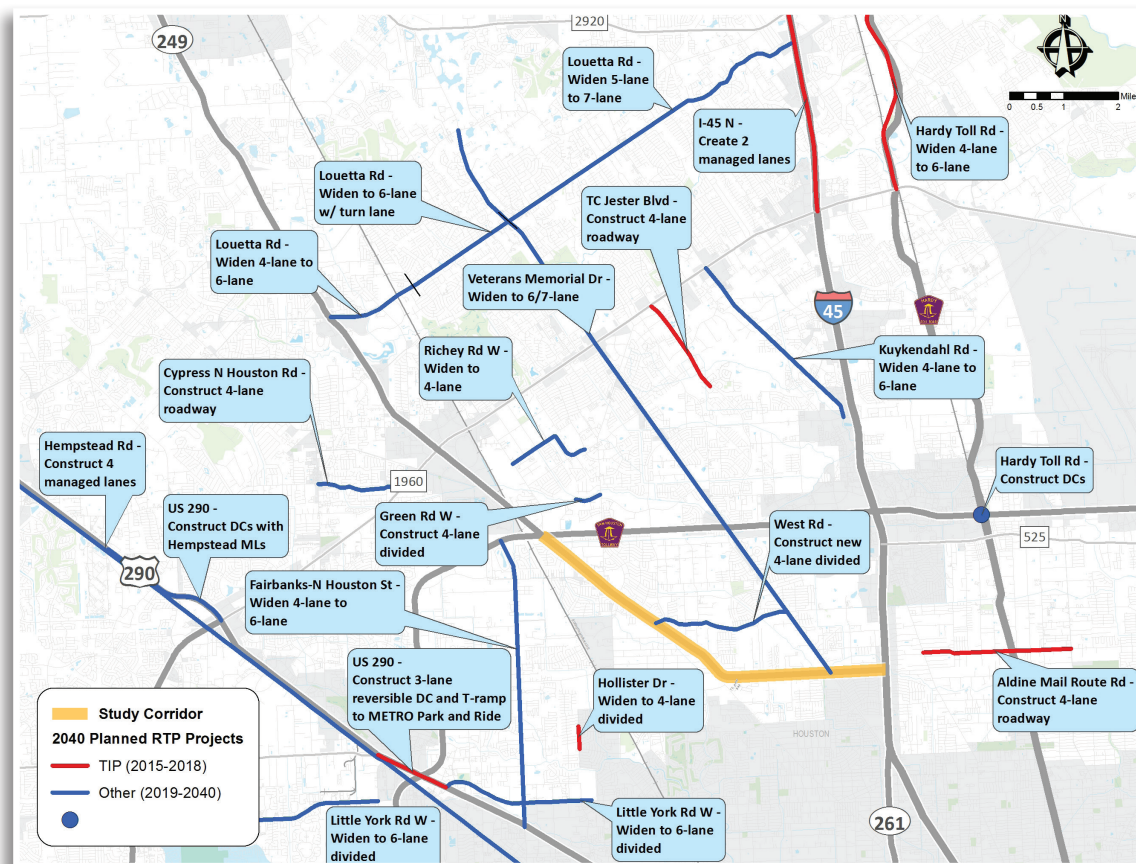 249
2920
Louetta Rd -
Widen 5-lane
to 7-lane
I-45 N -
Create 2
managed lanes
Hardy Toll Rd -
Widen 4-lane
to 6-lane
Mile
0 0.5 1 2
Louetta Rd -
Widen to 6-lane
w/ turn lane
TC Jester Blvd -
Construct 4-lane
roadway
Louetta Rd -
Widen 4-lane to
6-lane
Veterans Memorial Dr -
Widen to 6/7-lane
45
HARDY
Richey Rd W -
Widen to
4-lane
Kuykendahl Rd -
Widen 4-lane to
6-lane
Cypress N Houston Rd -
Construct 4-lane
roadway
Hempstead Rd -
Construct 4
managed lanes
1960
Hardy Toll Rd -
Construct DCs
US 290 -
Construct DCs with
Hempstead MLs
Green Rd W -
Construct 4-lane
divided
West Rd -
Construct new
4-lane divided
525
290
Fairbanks-N Houston St -
Widen 4-lane to
6-lane
US 290 -
Construct 3-lane
reversible DC and T-ramp
to METRO Park and Ride
Hollister Dr -
Widen to 4-lane
divided
Aldine Mail Route Rd -
Construct 4-lane
roadway
HOUSTON
Study Corridor
2040 Planned RTP Projects
TIP (2015-2018)
Other (2019-2040)
Little York Rd W -
Widen to 6-lane
divided
Little York Rd W -
Widen to 6-lane
divided
261